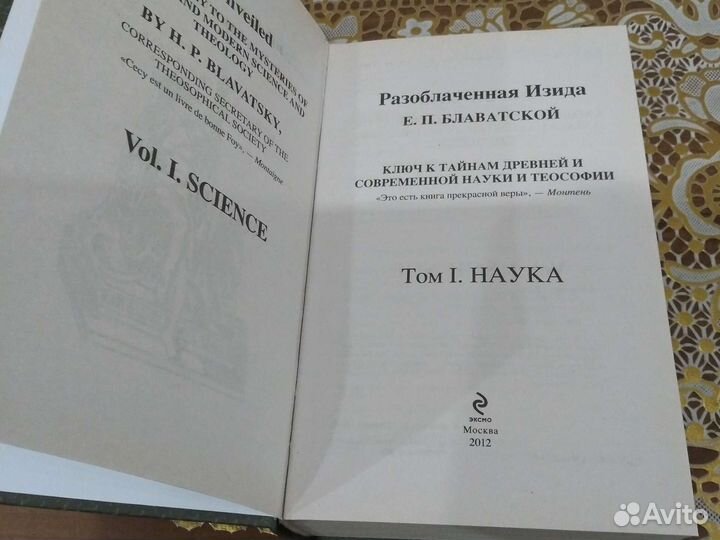 nveiled
Y TO THE MYSTERIES OF
AND MODERN SCIENCE AND
THEOLOGY
BY H. P. BLAVATSKY,
CORRESPONDING SECRETARY OF THE
THEOSOPHICAL SOCIETY
«Cecy est un livre de bonne Foy». — Montaigne
Vol. I. SCIENCE
Разоблаченная Изида
Е. П. БЛАВАТСКОЙ
КЛЮЧ К ТАЙНАМ ДРЕВНЕЙ И
СОВРЕМЕННОЙ НАУКИ И ТЕОСОФИИ
«Это есть книга прекрасной веры». — Монтень
Том I. НАУКА
ЭКСМО
Москва
2012
Avito